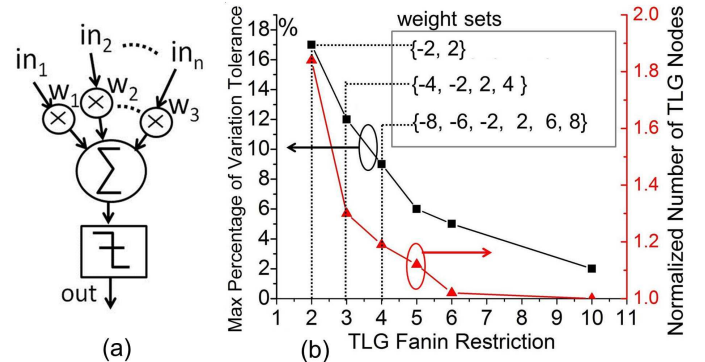 in1
in2
inn
w1
w2
w3
Σ
out
(a)
%
weight sets
{-2, 2}
{-4, -2, 2, 4 }
{-8, -6, -2, 2, 6, 8}
Max Percentage of Variation Tolerance
18
16
14
12
10
8
6
4
2
0
Normalized Number of TLG Nodes
2.0
1.8
1.6
1.4
1.2
1.0
1 2 3 4 5 6 7 8 9 10 11
TLG Fanin Restriction
(b)